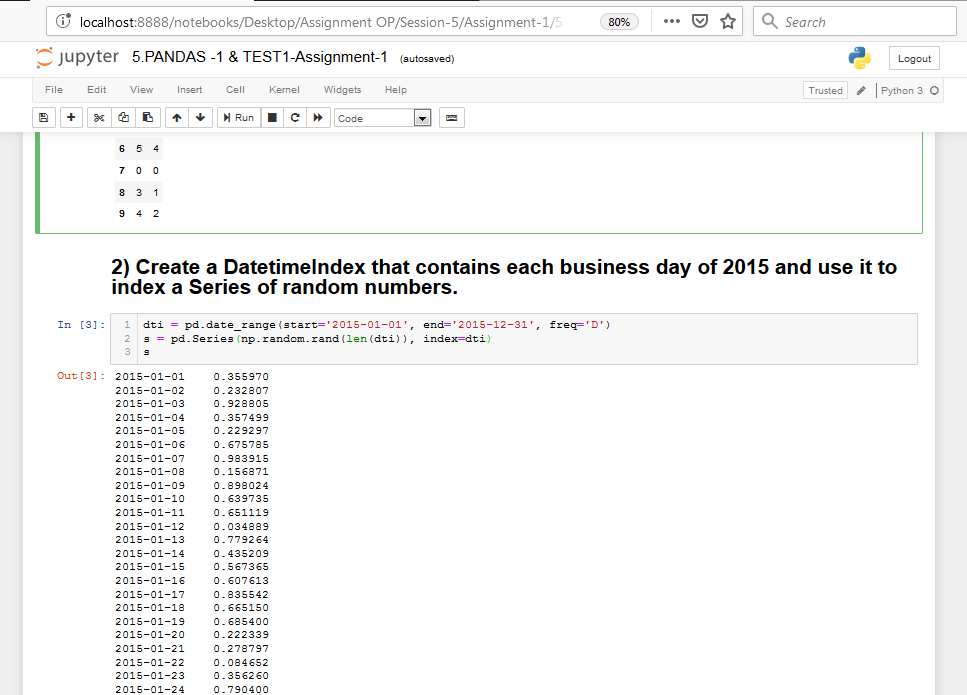 localhost:8888/notebooks/Desktop/Assignment OP/Session-5/Assignment-1/5 80% Search
jupyter 5.PANDAS -1 & TEST1-Assignment-1 (autosaved) Logout
File Edit View Insert Cell Kernel Widgets Help Trusted Python 3
Run Code
6 5 4
7 0 0
8 3 1
9 4 2
2) Create a DatetimeIndex that contains each business day of 2015 and use it to
index a Series of random numbers.
In [3]: 1 dti = pd.date_range(start='2015-01-01', end='2015-12-31', freq='D')
2 s = pd.Series(np.random.rand(len(dti)), index=dti)
3 s
Out[3]: 2015-01-01 0.355970
2015-01-02 0.232807
2015-01-03 0.928805
2015-01-04 0.357499
2015-01-05 0.229297
2015-01-06 0.675785
2015-01-07 0.983915
2015-01-08 0.156871
2015-01-09 0.898024
2015-01-10 0.639735
2015-01-11 0.651119
2015-01-12 0.034889
2015-01-13 0.779264
2015-01-14 0.435209
2015-01-15 0.567365
2015-01-16 0.607613
2015-01-17 0.835542
2015-01-18 0.665150
2015-01-19 0.685400
2015-01-20 0.222339
2015-01-21 0.278797
2015-01-22 0.084652
2015-01-23 0.356260
2015-01-24 0.790400